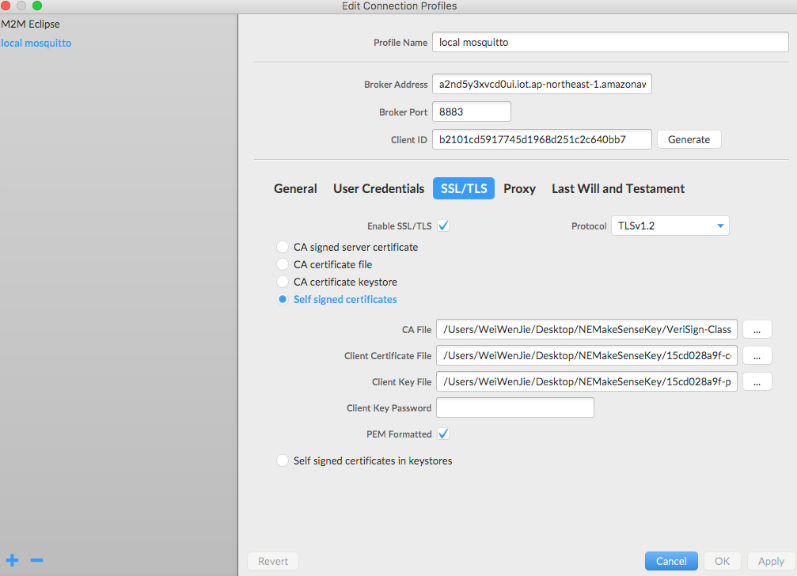 Edit Connection Profiles
M2M Eclipse
local mosquitto
Profile Name local mosquitto
Broker Address a2nd5y3xvcd0ui.iot.ap-northeast-1.amazonav
Broker Port 8883
Client ID b2101cd5917745d1968d251c2c640bb7 Generate
General User Credentials SSL/TLS Proxy Last Will and Testament
Enable SSL/TLS Protocol TLSv1.2
CA signed server certificate
CA certificate file
CA certificate keystore
Self signed certificates
CA File /Users/WeiWenJie/Desktop/NEMakeSenseKey/VeriSign-Class ...
Client Certificate File /Users/WeiWenJie/Desktop/NEMakeSenseKey/15cd028a9f-c ...
Client Key File /Users/WeiWenJie/Desktop/NEMakeSenseKey/15cd028a9f-p ...
Client Key Password
PEM Formatted
Self signed certificates in keystores
Revert Cancel OK Apply